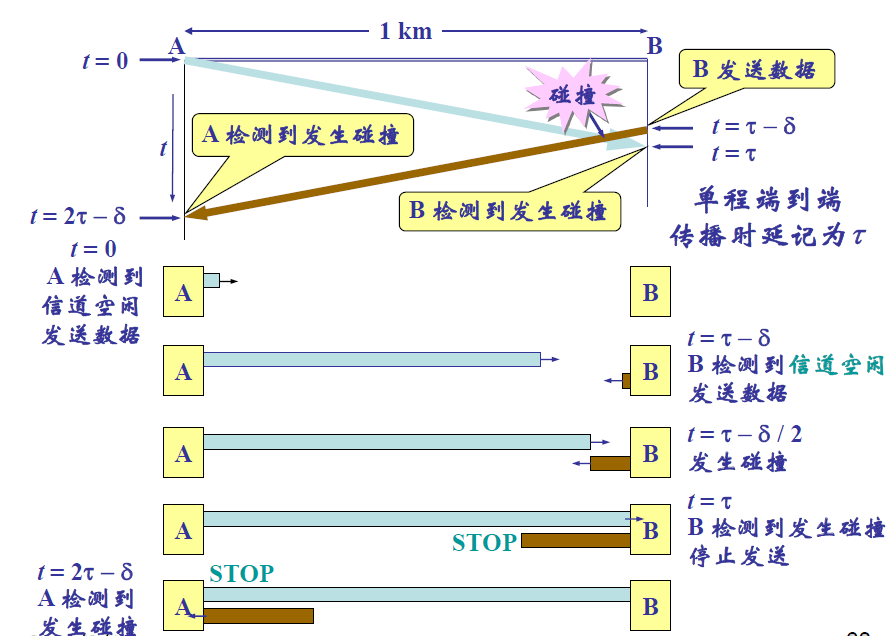 1 km
A
B
t = 0
B 发送数据
碰撞
A 检测到发生碰撞
t = τ – δ
t = τ
t
B 检测到发生碰撞
单程端到端
传播时延记为τ
t = 2τ – δ
t = 0
A 检测到
信道空闲
发送数据
A
B
t = τ – δ
B 检测到信道空闲
发送数据
A
B
t = τ – δ / 2
发生碰撞
A
B
t = τ
B 检测到发生碰撞
停止发送
A
STOP
B
t = 2τ – δ
A 检测到
发生碰撞
STOP
A
B